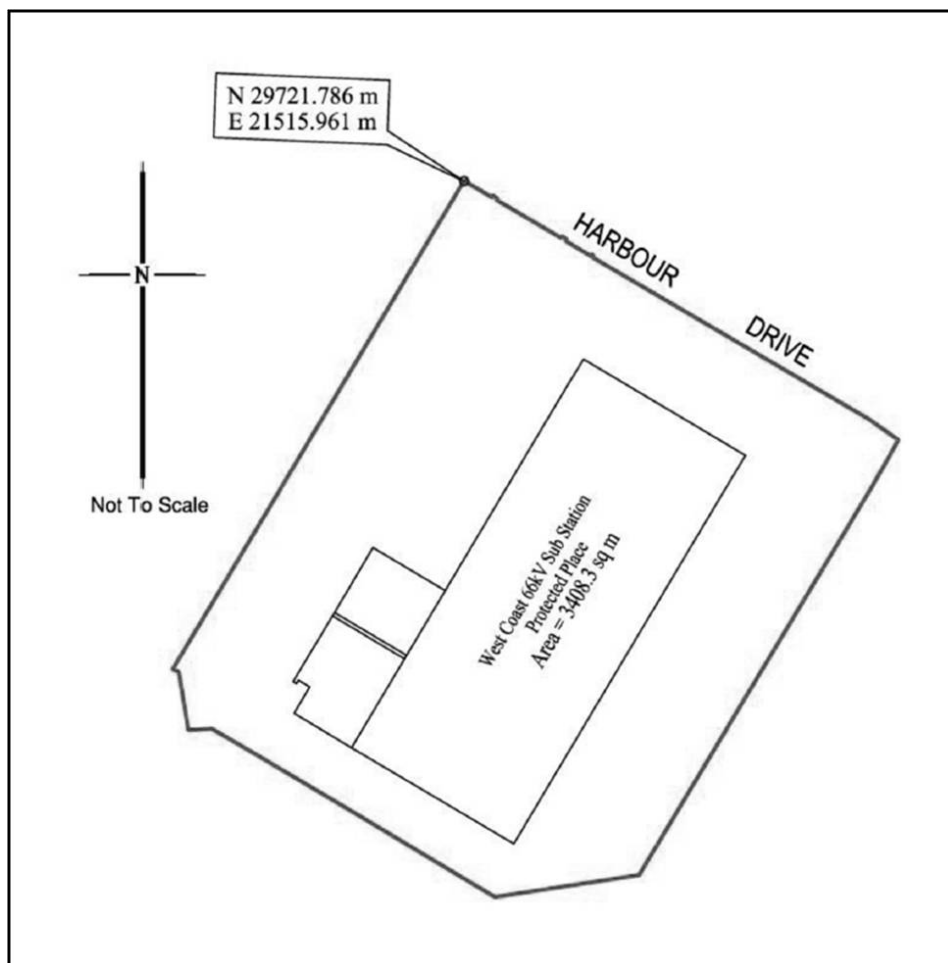 N 29721.786 m
E 21515.961 m
HARBOUR DRIVE
N
Not To Scale
West Coast 66kV Sub Station
Protected Place
Area = 3408.3 sq m